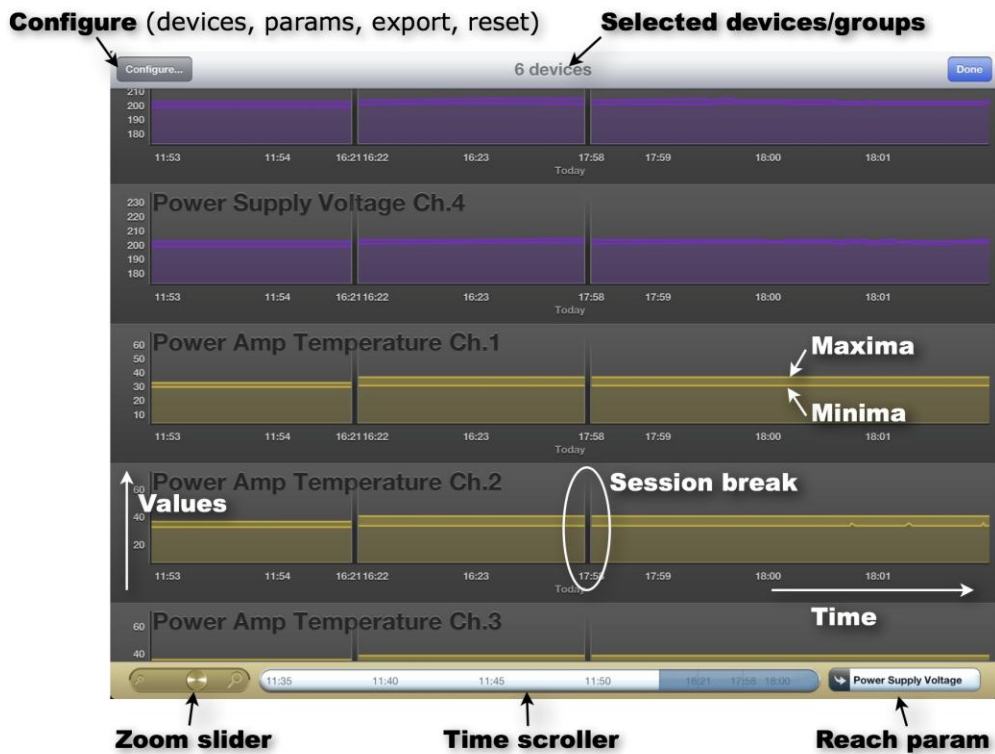 Configure (devices, params, export, reset)
Selected devices/groups
Configure...
6 devices
Done
210
200
190
180
11:53 11:54 16:21 16:22 16:23 17:58 17:59 18:00 18:01
Today
Power Supply Voltage Ch.4
230
220
210
200
190
180
11:53 11:54 16:21 16:22 16:23 17:58 17:59 18:00 18:01
Today
Power Amp Temperature Ch.1
60
50
40
30
20
10
Maxima
Minima
11:53 11:54 16:21 16:22 16:23 17:58 17:59 18:00 18:01
Today
Power Amp Temperature Ch.2
60
40
20
Values
Session break
11:53 11:54 16:21 16:22 16:23 17:58 17:59 18:00 18:01
Today
Time
Power Amp Temperature Ch.3
60
40
11:35 11:40 11:45 11:50 16:21 17:58 18:00
Power Supply Voltage
Zoom slider
Time scroller
Reach param